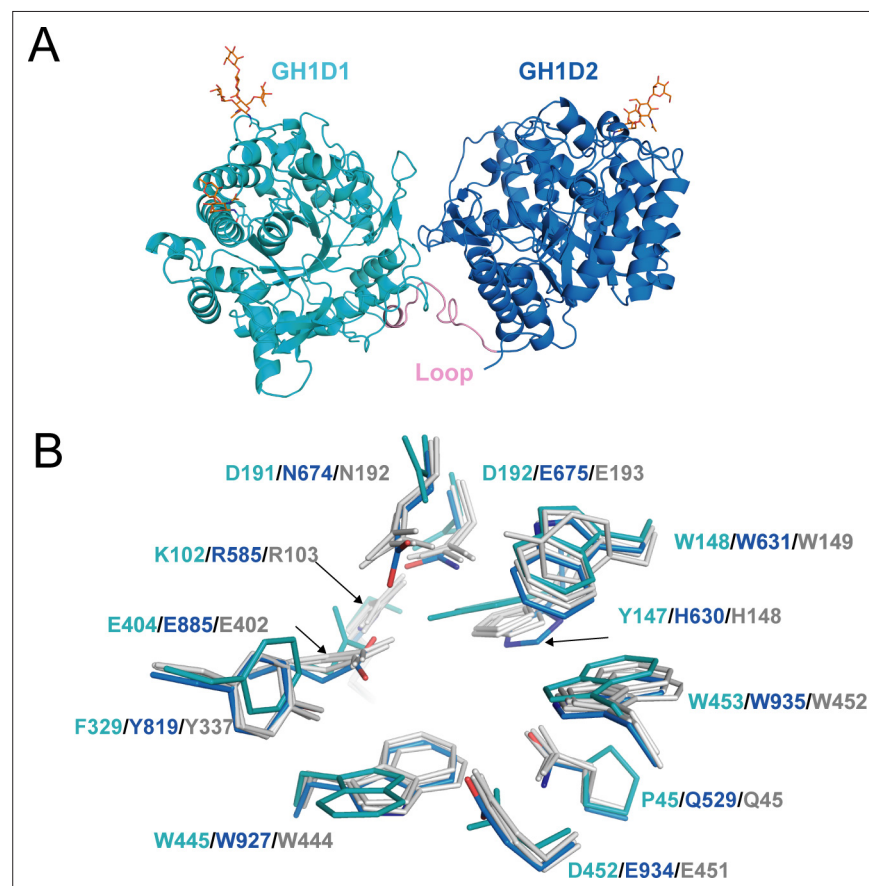 A
GH1D1
GH1D2
Loop
B
D191/N674/N192
D192/E675/E193
K102/R585/R103
W148/W631/W149
E404/E885/E402
Y147/H630/H148
F329/Y819/Y337
W453/W935/W452
P45/Q529/Q45
W445/W927/W444
D452/E934/E451